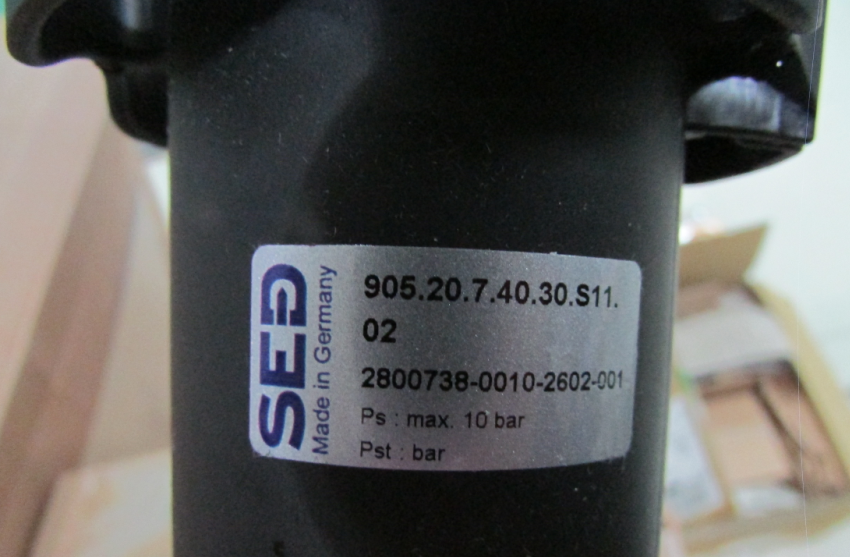 SED
Made in Germany
905.20.7.40.30.S11.
02
2800738-0010-2602-001
Ps : max. 10 bar
Pst : bar